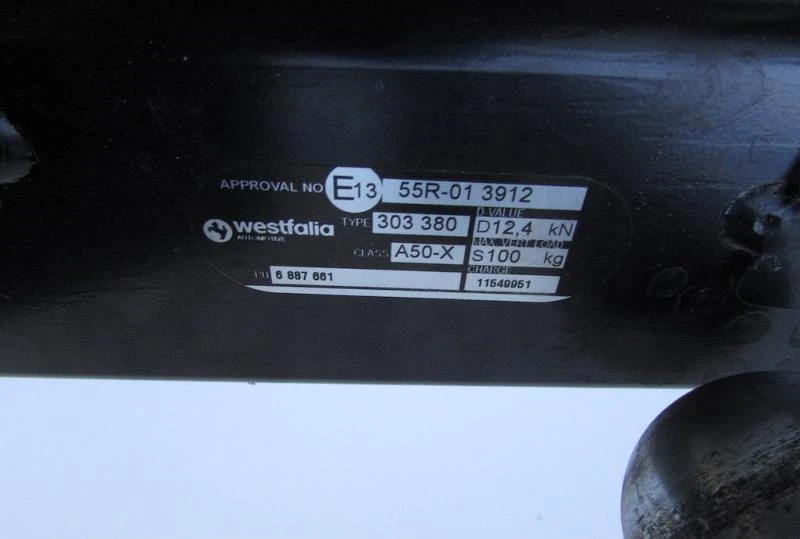 APPROVAL NO E13 55R-01 3912
westfalia AUTOMOTIVE
TYPE 303 380
D-VALUE
D12,4 kN
CLASS A50-X
MAX. VERT. LOAD
S100 kg
6 887 661
CHARGE
11549951